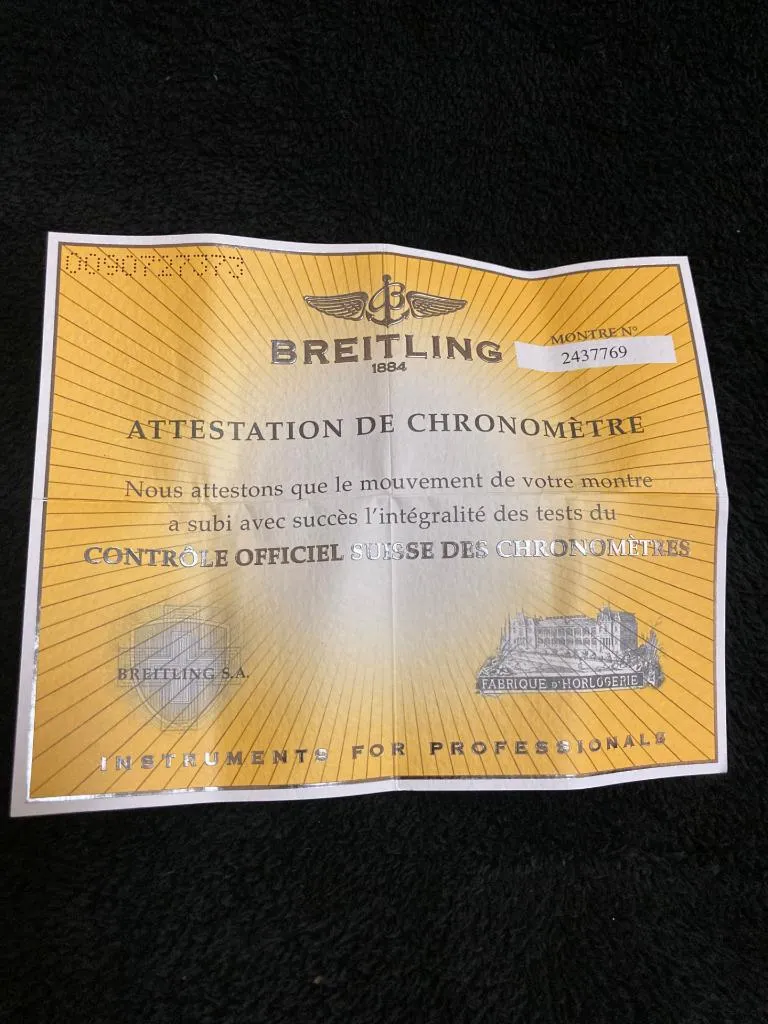 0090727373
BREITLING
1884
MONTRE N°
2437769
ATTESTATION DE CHRONOMÈTRE
Nous attestons que le mouvement de votre montre
a subi avec succès l'intégralité des tests du
CONTRÔLE OFFICIEL SUISSE DES CHRONOMÈTRES
BREITLING S.A.
FABRIQUE D'HORLOGERIE
INSTRUMENTS FOR PROFESSIONALS